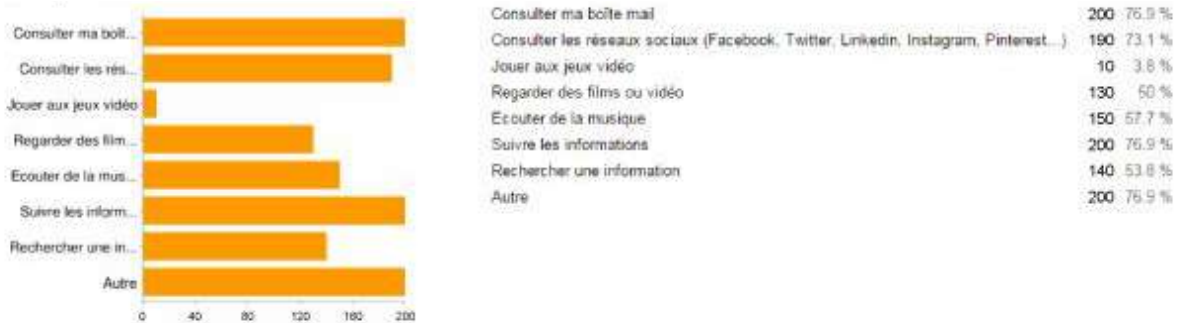 Consulter ma boît...
Consulter les rés...
Jouer aux jeux vidéo
Regarder des film...
Ecouter de la mus...
Suivre les inform...
Rechercher une in...
Autre
0 40 80 120 160 200
Consulter ma boîte mail 200 76.9 %
Consulter les réseaux sociaux (Facebook, Twitter, Linkedin, Instagram, Pinterest...) 190 73.1 %
Jouer aux jeux vidéo 10 3.8 %
Regarder des films ou vidéo 130 50 %
Ecouter de la musique 150 57.7 %
Suivre les informations 200 76.9 %
Rechercher une information 140 53.8 %
Autre 200 76.9 %